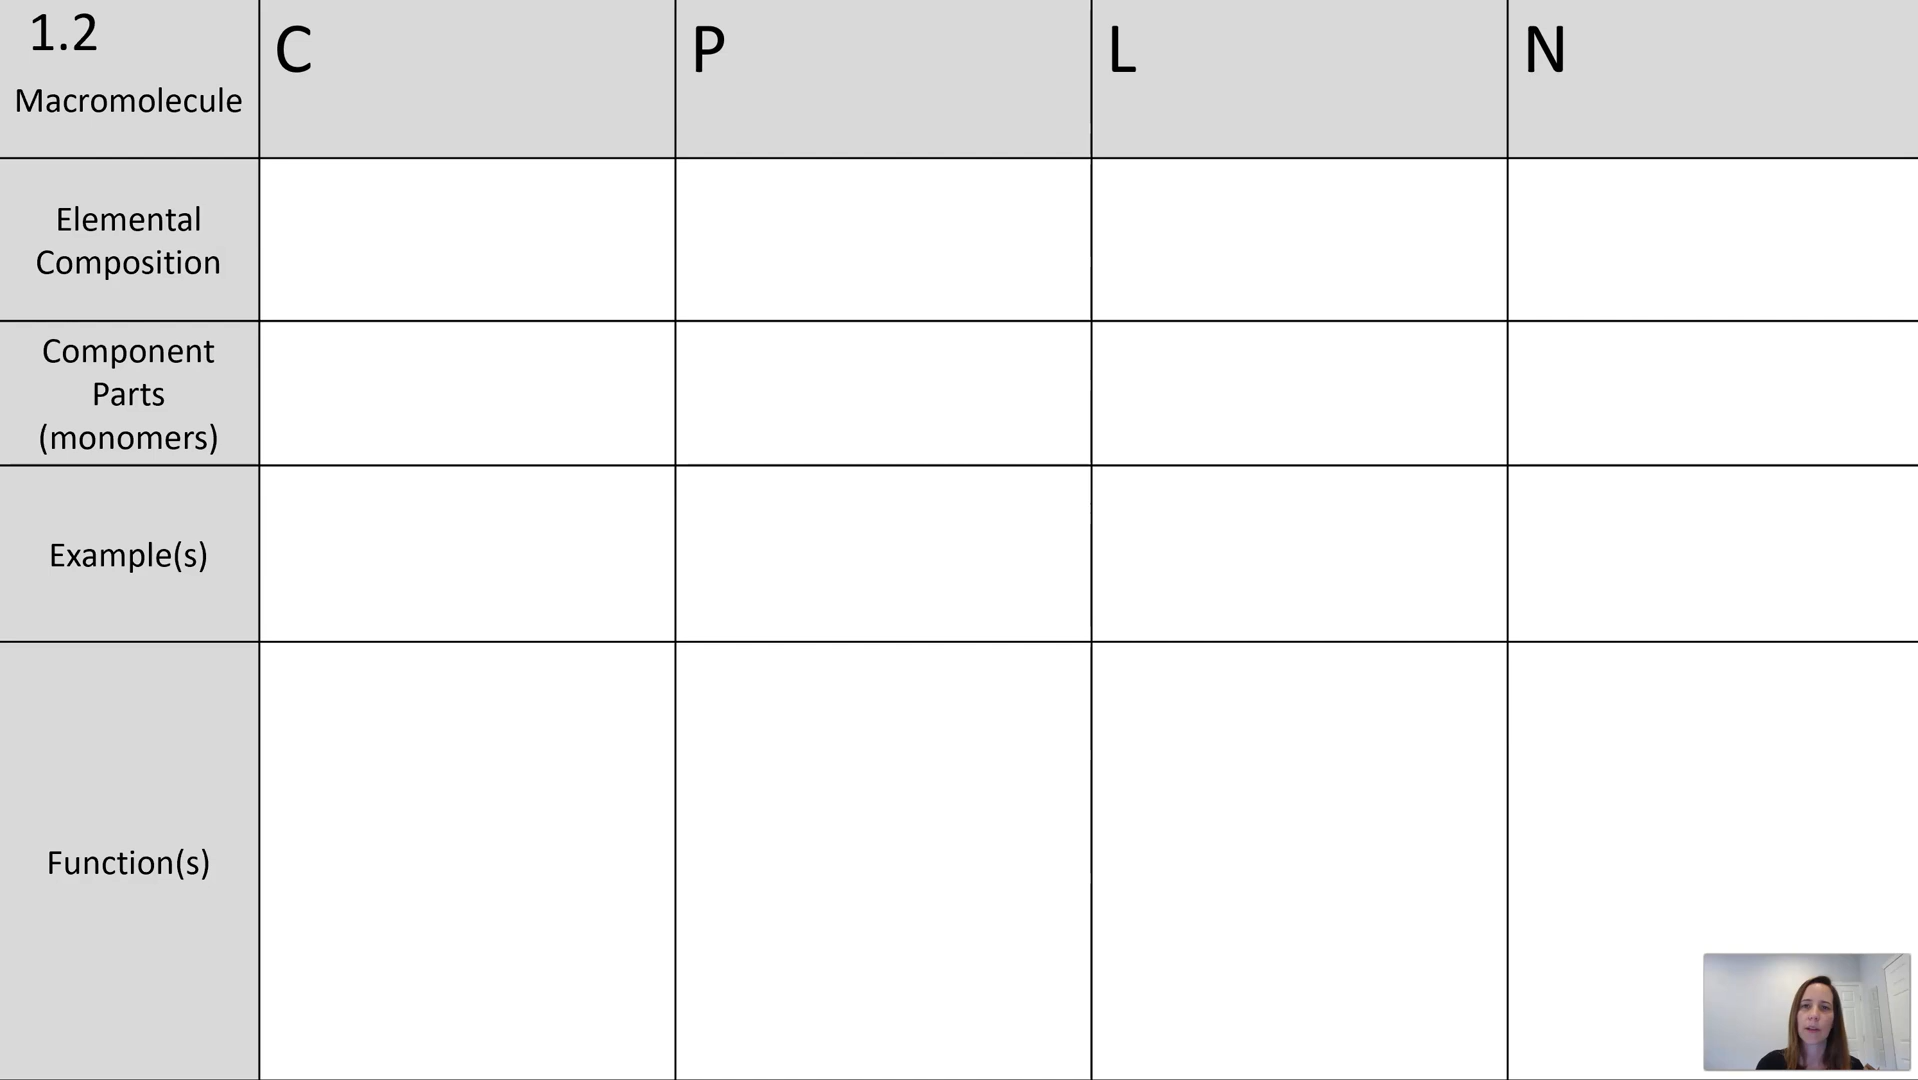 1.2
Macromolecule
C
P
L
N
Elemental
Composition
Component
Parts
(monomers)
Example(s)
Function(s)